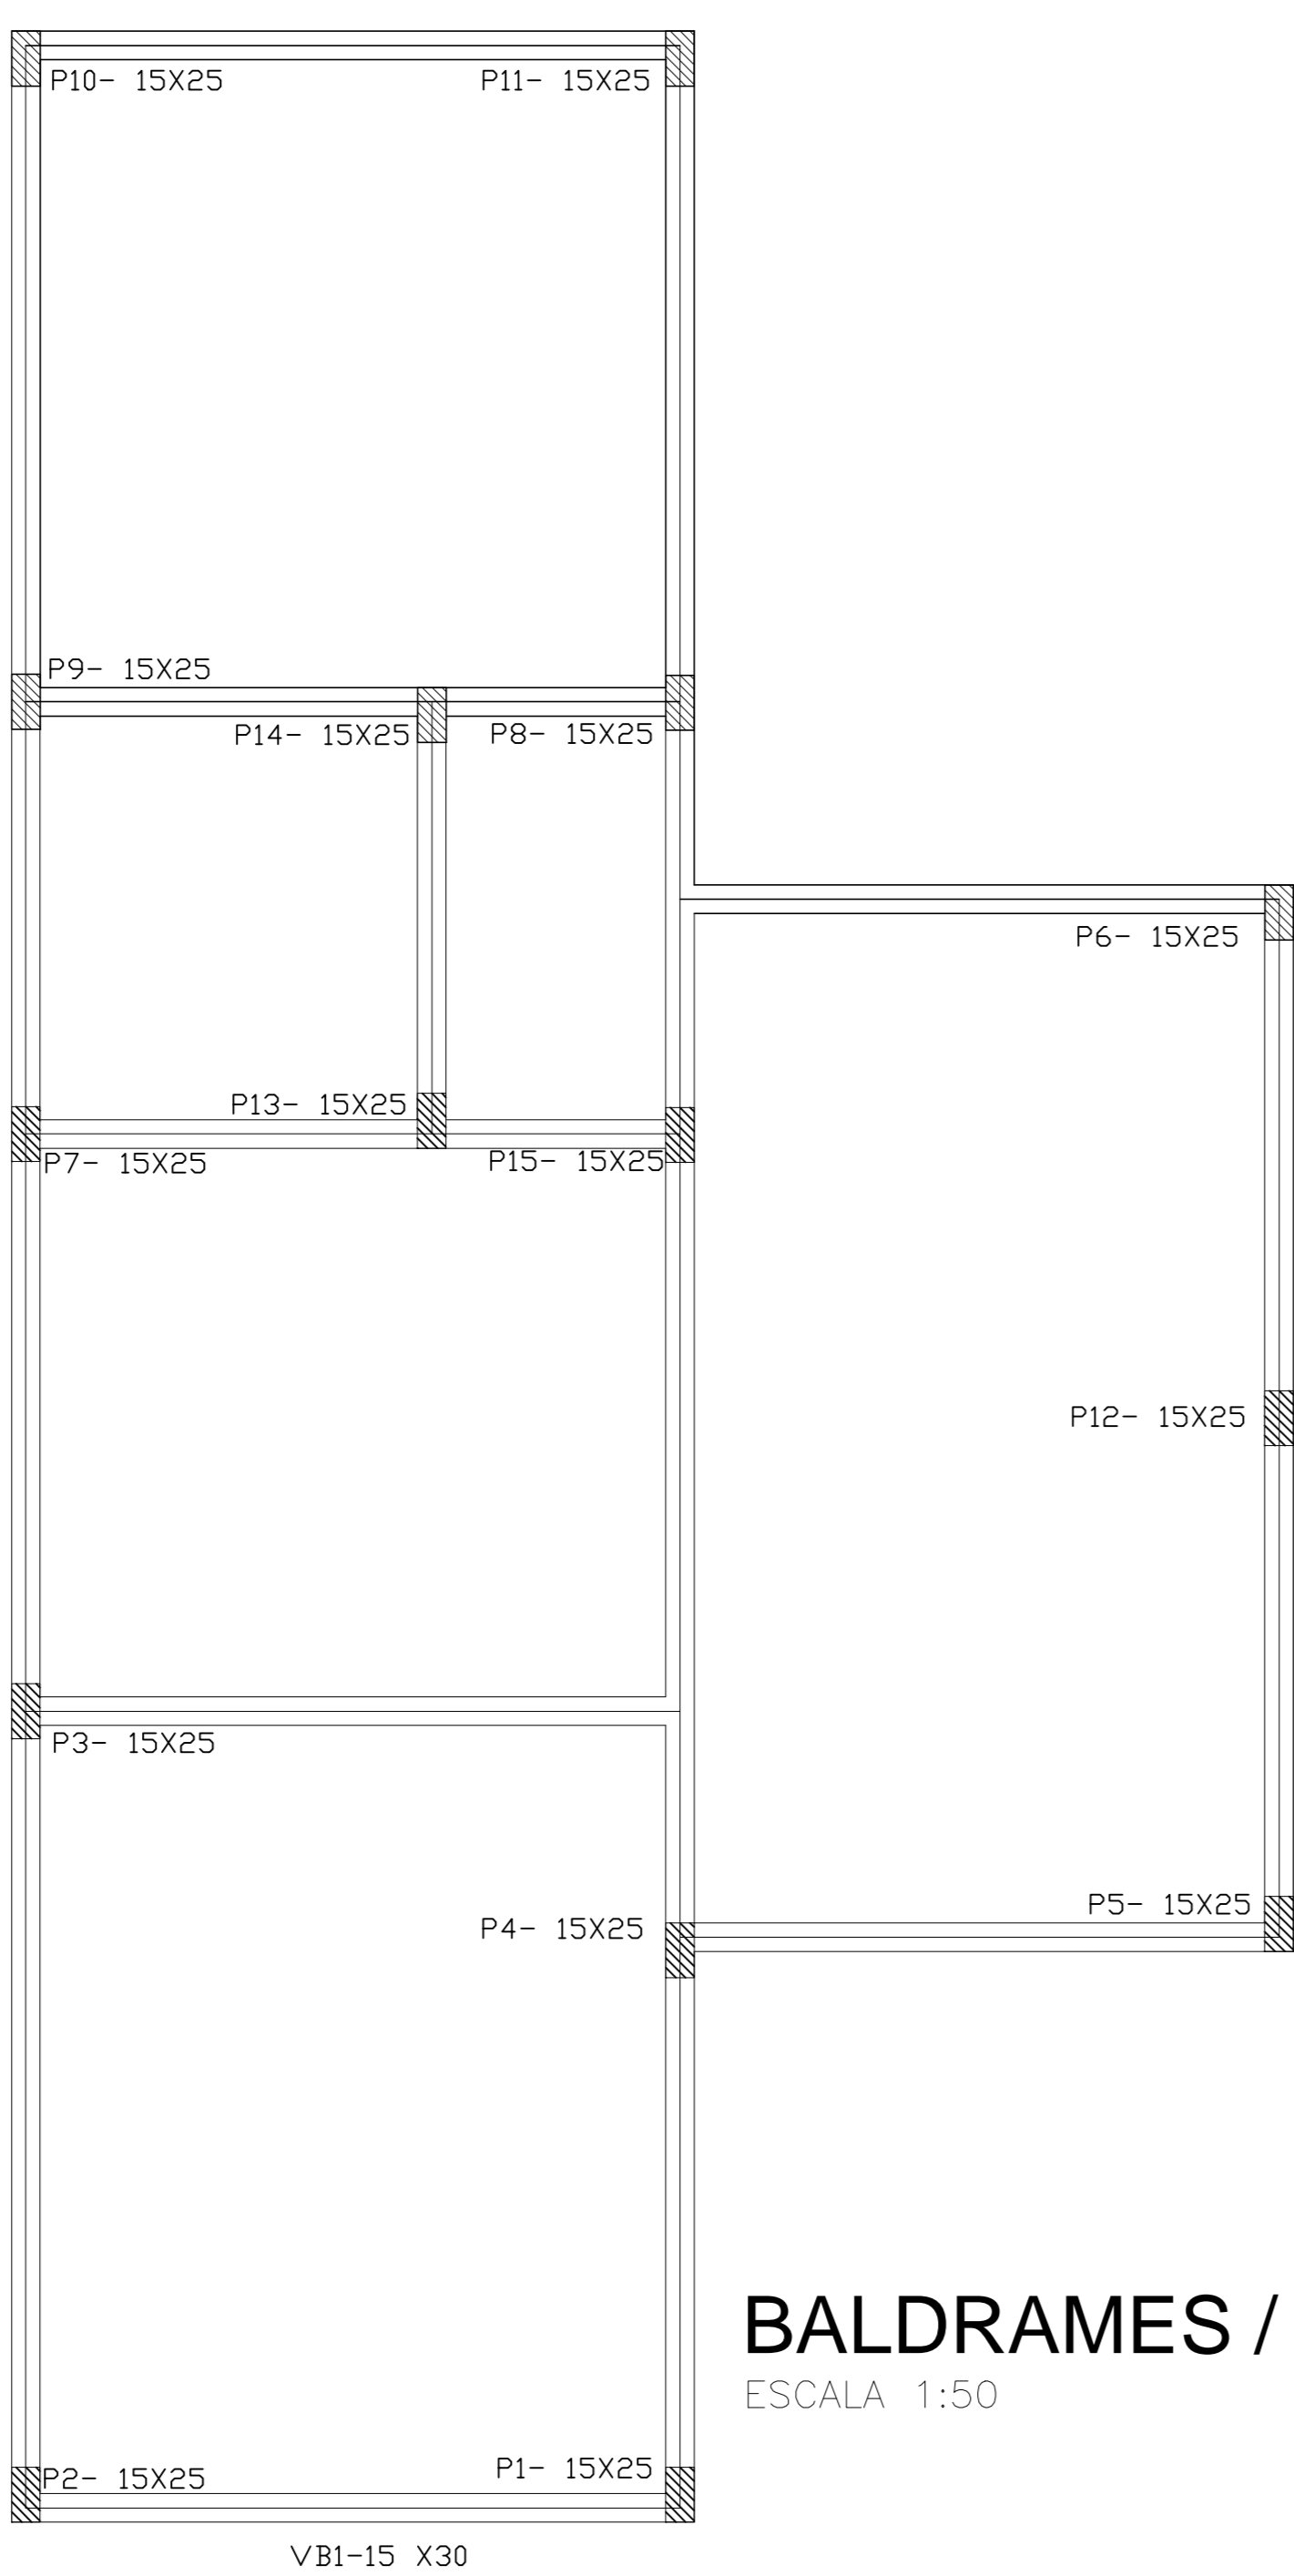 P10- 15X25
P11- 15X25
P9- 15X25
P14- 15X25
P8- 15X25
P6- 15X25
P13- 15X25
P7- 15X25
P15- 15X25
P12- 15X25
P3- 15X25
P5- 15X25
P4- 15X25
BALDRAMES /
ESCALA 1:50
P2- 15X25
P1- 15X25
VB1-15 X30